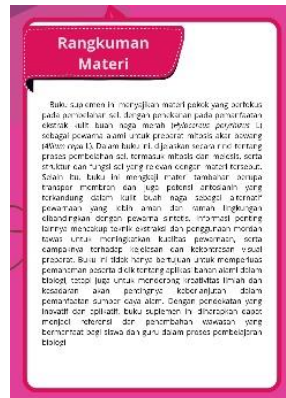 Rangkuman
Materi
Buku suplemen ini menyajikan materi pokok yang berfokus
pada pembelahan sel, dengan penekanan pada pemanfaatan
ekstrak kulit buah naga merah (Hylocereus polyrhizus L)
sebagai pewarna alami untuk preparat mitosis akar bawang
(Allium cepa L). Dalam buku ini, dijelaskan secara rinci tentang
proses pembelahan sel, termasuk mitosis dan meiosis, serta
struktur dan fungsi sel yang relevan dengan materi tersebut.
Selain itu, buku ini mengkaji materi tambahan berupa
transpor membran dan juga potensi antosianin yang
terkandung dalam kulit buah naga sebagai alternatif
pewarnaan yang lebih aman dan ramah lingkungan
dibandingkan dengan pewarna sintetis. Informasi penting
lainnya mencakup teknik ekstraksi dan penggunaan mordan
tawas untuk meningkatkan kualitas pewarnaan, serta
dampaknya terhadap kejelasan dan kekontrasan visual
preparat. Buku ini tidak hanya bertujuan untuk memperluas
pemahaman peserta didik tentang aplikasi bahan alami dalam
biologi, tetapi juga untuk mendorong kreativitas ilmiah dan
kesadaran akan pentingnya keberlanjutan dalam
pemanfaatan sumber daya alam. Dengan pendekatan yang
inovatif dan aplikatif, buku suplemen ini diharapkan dapat
menjadi referensi dan penambahan wawasan yang
bermanfaat bagi siswa dan guru dalam proses pembelajaran
biologi